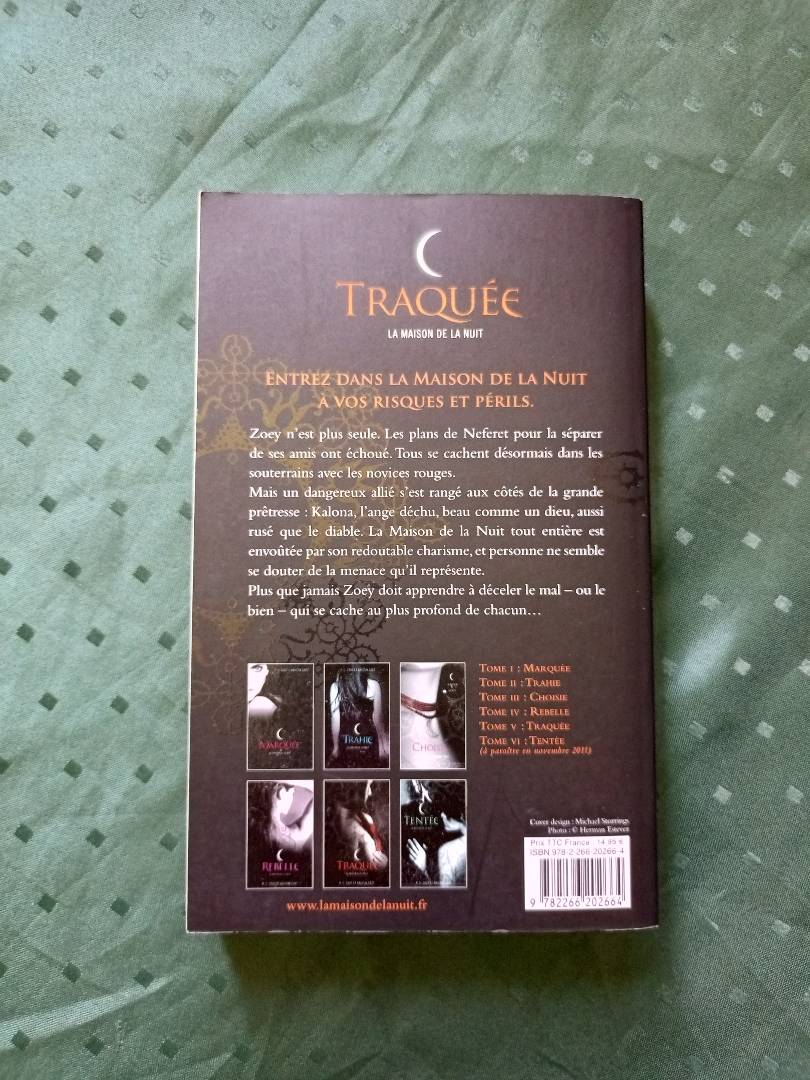 TRAQUÉE
LA MAISON DE LA NUIT
ENTREZ DANS LA MAISON DE LA NUIT
À VOS RISQUES ET PÉRILS.
Zoey n'est plus seule. Les plans de Neferet pour la séparer
de ses amis ont échoué. Tous se cachent désormais dans les
souterrains avec les novices rouges.
Mais un dangereux allié s'est rangé aux côtés de la grande
prêtresse : Kalona, l'ange déchu, beau comme un dieu, aussi
rusé que le diable. La Maison de la Nuit tout entière est
envoûtée par son redoutable charisme, et personne ne semble
se douter de la menace qu'il représente.
Plus que jamais Zoey doit apprendre à déceler le mal – ou le
bien – qui se cache au plus profond de chacun…
MARQUÉE
TRAHIE
CHOISIE
TOME I : MARQUÉE
TOME II : TRAHIE
TOME III : CHOISIE
TOME IV : REBELLE
TOME V : TRAQUÉE
TOME VI : TENTÉE
(à paraître en novembre 2011)
REBELLE
TRAQUÉE
TENTÉE
Cover design : Michael Storrings
Photo : © Herman Estevez
Prix TTC France : 14.95 €
ISBN.978-2-266-20266-4
9 782266 202664
www.lamaisondelanuit.fr